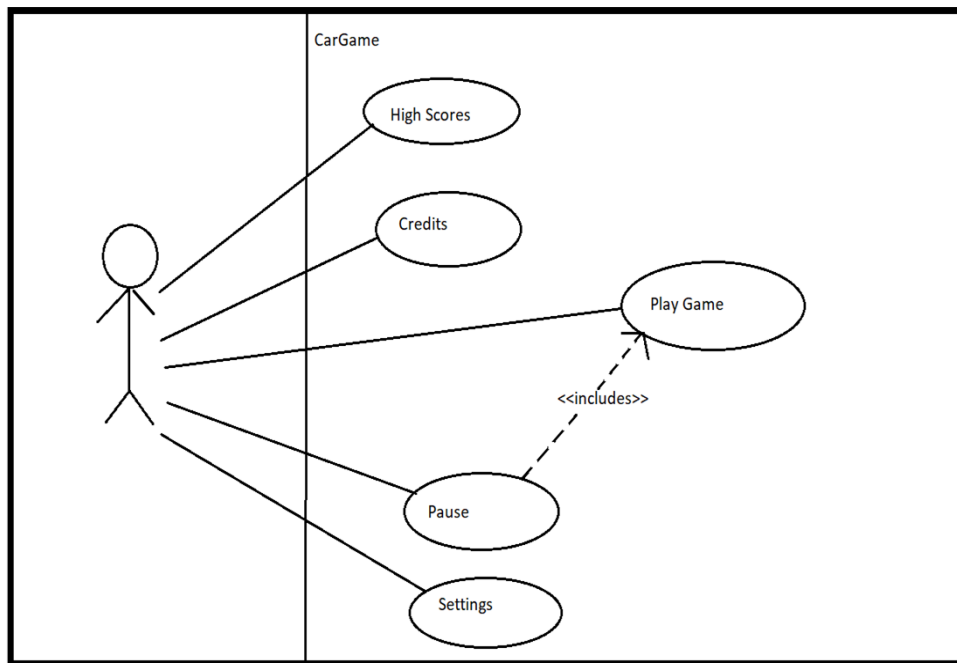 CarGame
High Scores
Credits
Play Game
<<includes>>
Pause
Settings